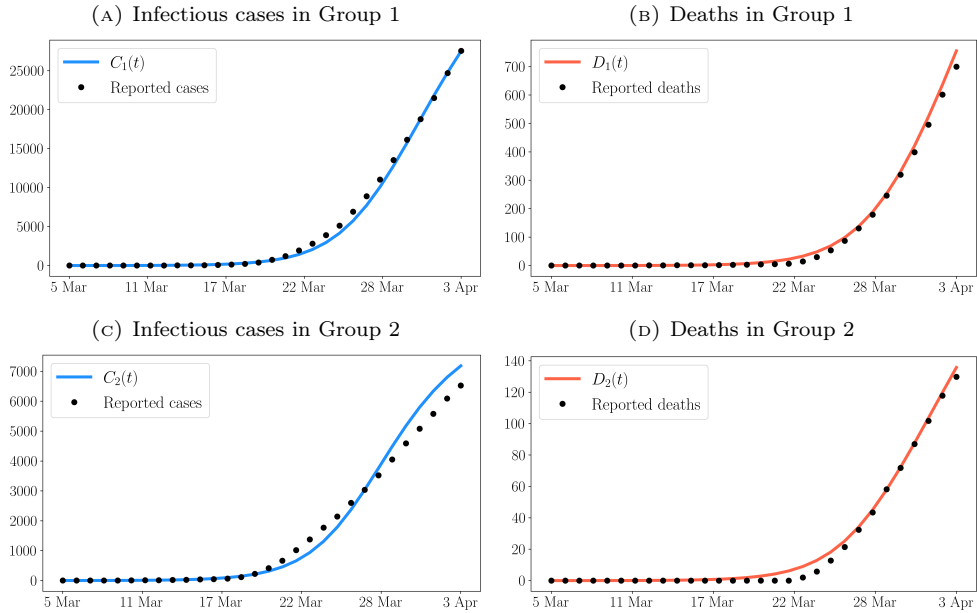 (A) Infectious cases in Group 1
25000
20000
15000
10000
5000
0
C₁(t)
Reported cases
5 Mar 11 Mar 17 Mar 22 Mar 28 Mar 3 Apr
(B) Deaths in Group 1
700
600
500
400
300
200
100
0
D₁(t)
Reported deaths
5 Mar 11 Mar 17 Mar 22 Mar 28 Mar 3 Apr
(C) Infectious cases in Group 2
7000
6000
5000
4000
3000
2000
1000
0
C₂(t)
Reported cases
5 Mar 11 Mar 17 Mar 22 Mar 28 Mar 3 Apr
(D) Deaths in Group 2
140
120
100
80
60
40
20
0
D₂(t)
Reported deaths
5 Mar 11 Mar 17 Mar 22 Mar 28 Mar 3 Apr